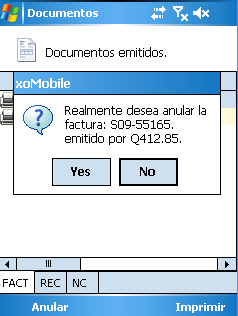 Documentos
Documentos emitidos.
xoMobile
Realmente desea anular la
factura: S09-55165.
emitido por Q412.85.
Yes No
FACT REC NC
Anular Imprimir